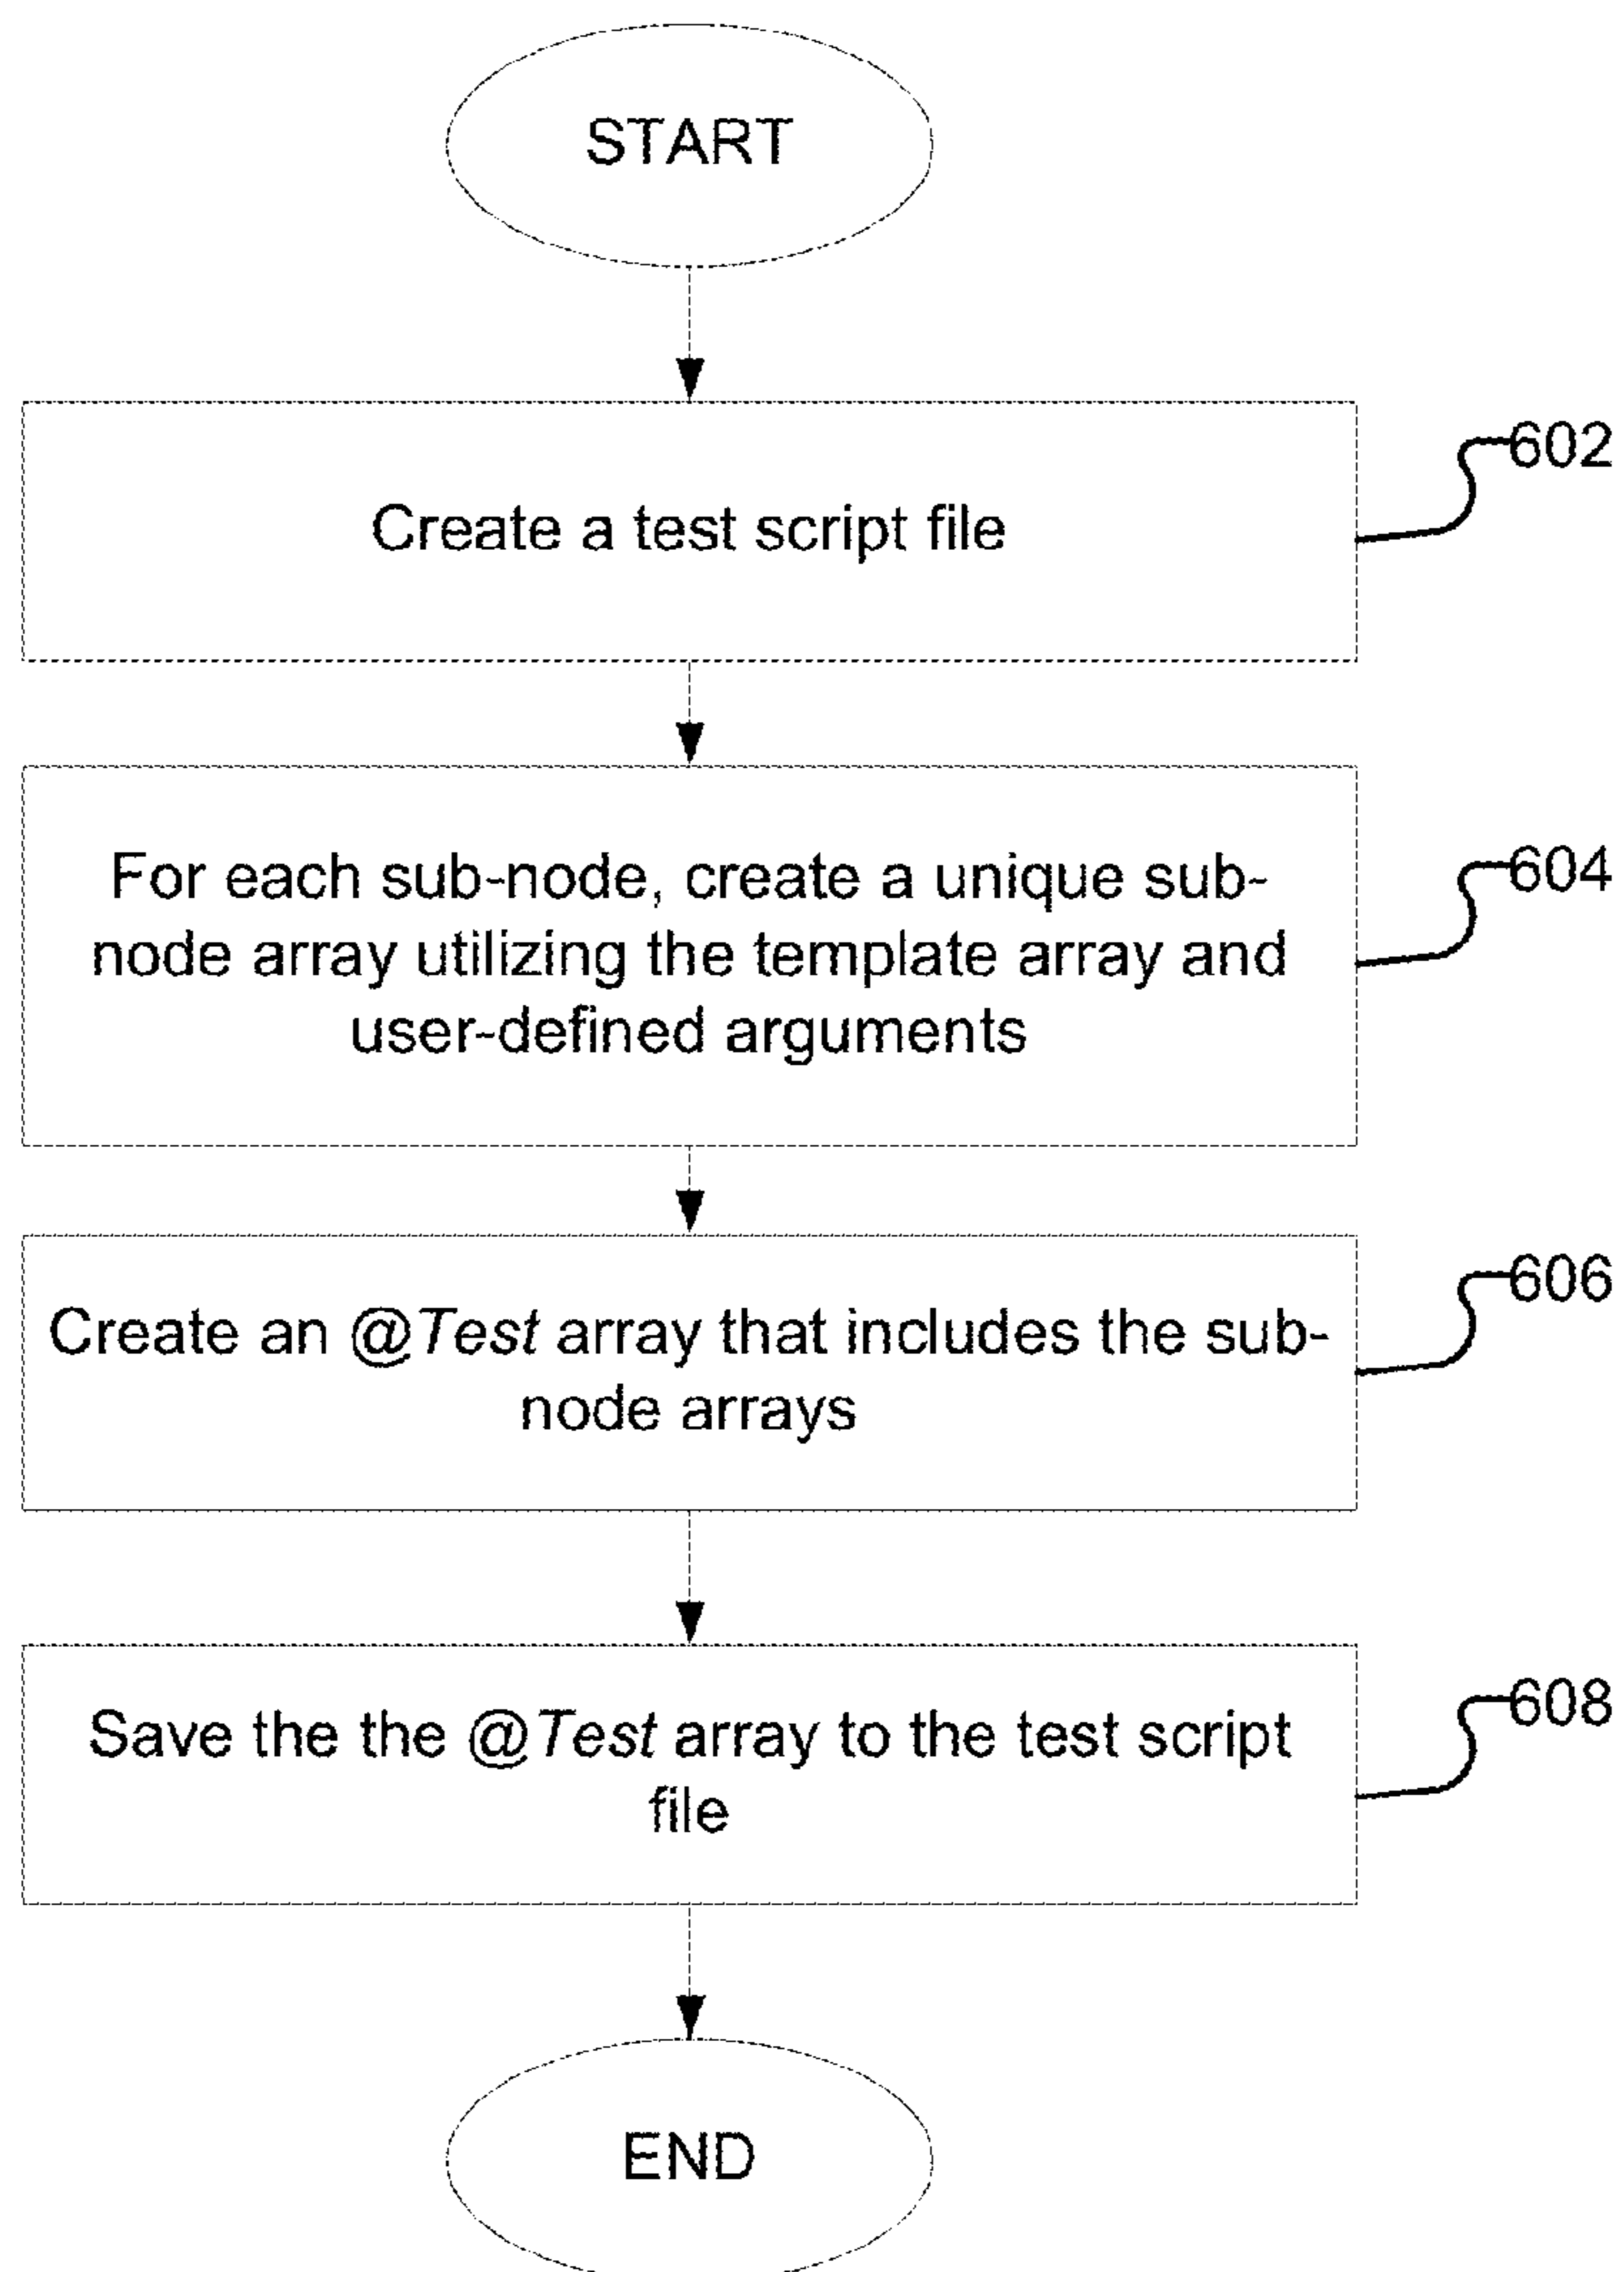 START
Create a test script file
602
For each sub-node, create a unique sub-
node array utilizing the template array and
user-defined arguments
604
Create an @Test array that includes the sub-
node arrays
606
Save the the @Test array to the test script
file
608
END